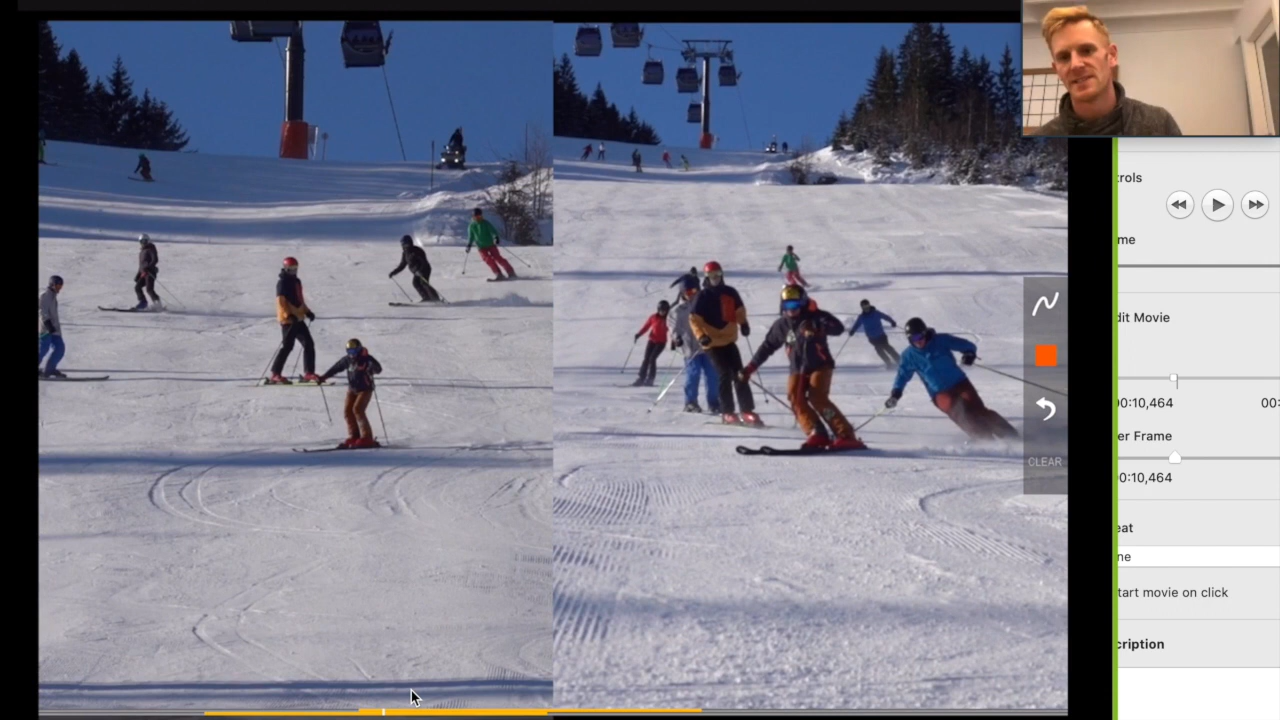 trols
me
dit Movie
00:10,464 00:
er Frame
00:10,464
CLEAR
eat
ne
tart movie on click
cription